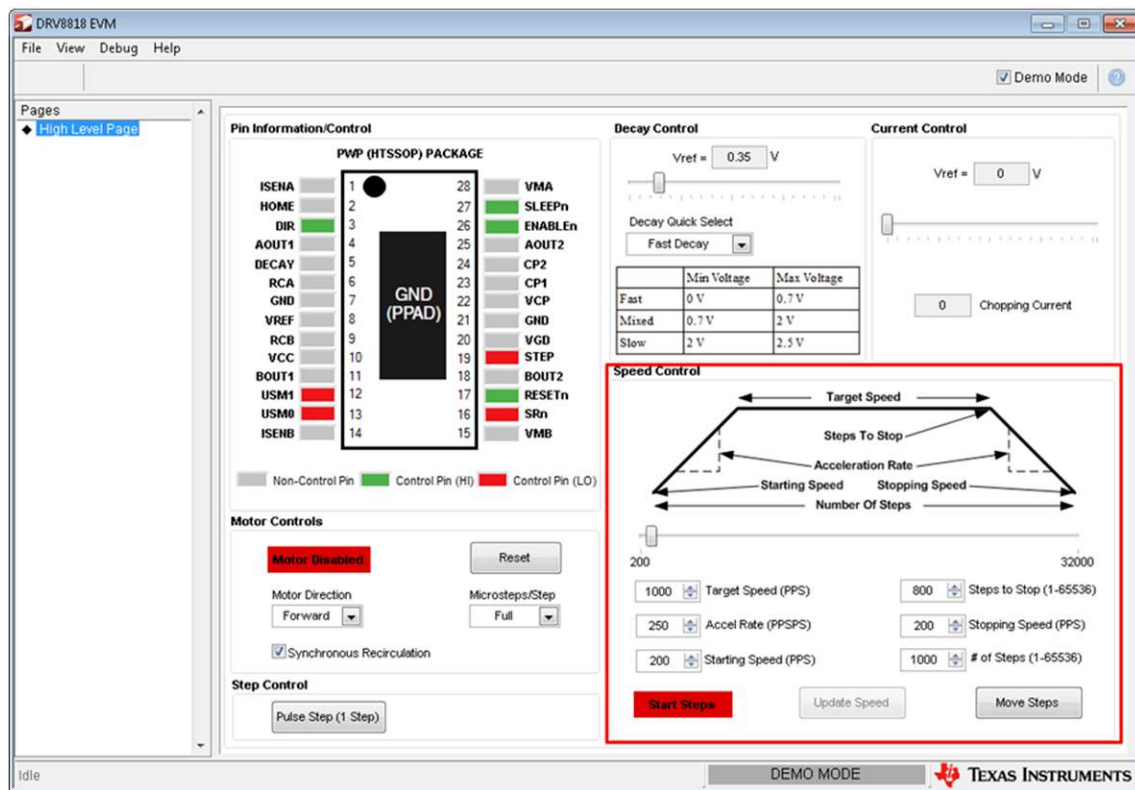 DRV8818 EVM
File View Debug Help
Demo Mode
Pages
High Level Page
Pin Information/Control
PWP (HTSSOP) PACKAGE
ISENA 1 28 VMA
HOME 2 27 SLEEPn
DIR 3 26 ENABLEn
AOUT1 4 25 AOUT2
DECAY 5 24 CP2
RCA 6 23 CP1
GND 7 22 VCP
VREF 8 21 GND
RCB 9 20 VGD
VCC 10 19 STEP
BOUT1 11 18 BOUT2
USM1 12 17 RESETn
USM0 13 16 SRn
ISENB 14 15 VMB
GND
(PPAD)
Non-Control Pin Control Pin (HI) Control Pin (LO)
Motor Controls
Motor Disabled Reset
Motor Direction Microsteps/Step
Forward Full
Synchronous Recirculation
Step Control
Pulse Step (1 Step)
Decay Control
Vref = 0.35 V
Decay Quick Select
Fast Decay
Min Voltage Max Voltage
Fast 0 V 0.7 V
Mixed 0.7 V 2 V
Slow 2 V 2.5 V
Current Control
Vref = 0 V
0 Chopping Current
Speed Control
Target Speed
Steps To Stop
Acceleration Rate
Starting Speed Stopping Speed
Number Of Steps
200 32000
1000 Target Speed (PPS) 800 Steps to Stop (1-65536)
250 Accel Rate (PPSPS) 200 Stopping Speed (PPS)
200 Starting Speed (PPS) 1000 # of Steps (1-65536)
Start Steps Update Speed Move Steps
Idle DEMO MODE TEXAS INSTRUMENTS